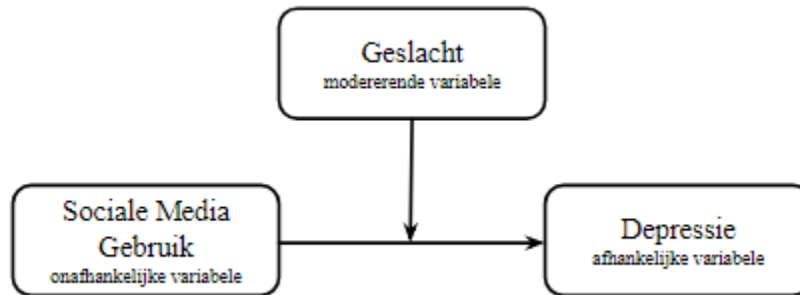 Geslacht
modererende variabele
Sociale Media
Gebruik
onafhankelijke variabele
Depressie
afhankelijke variabele